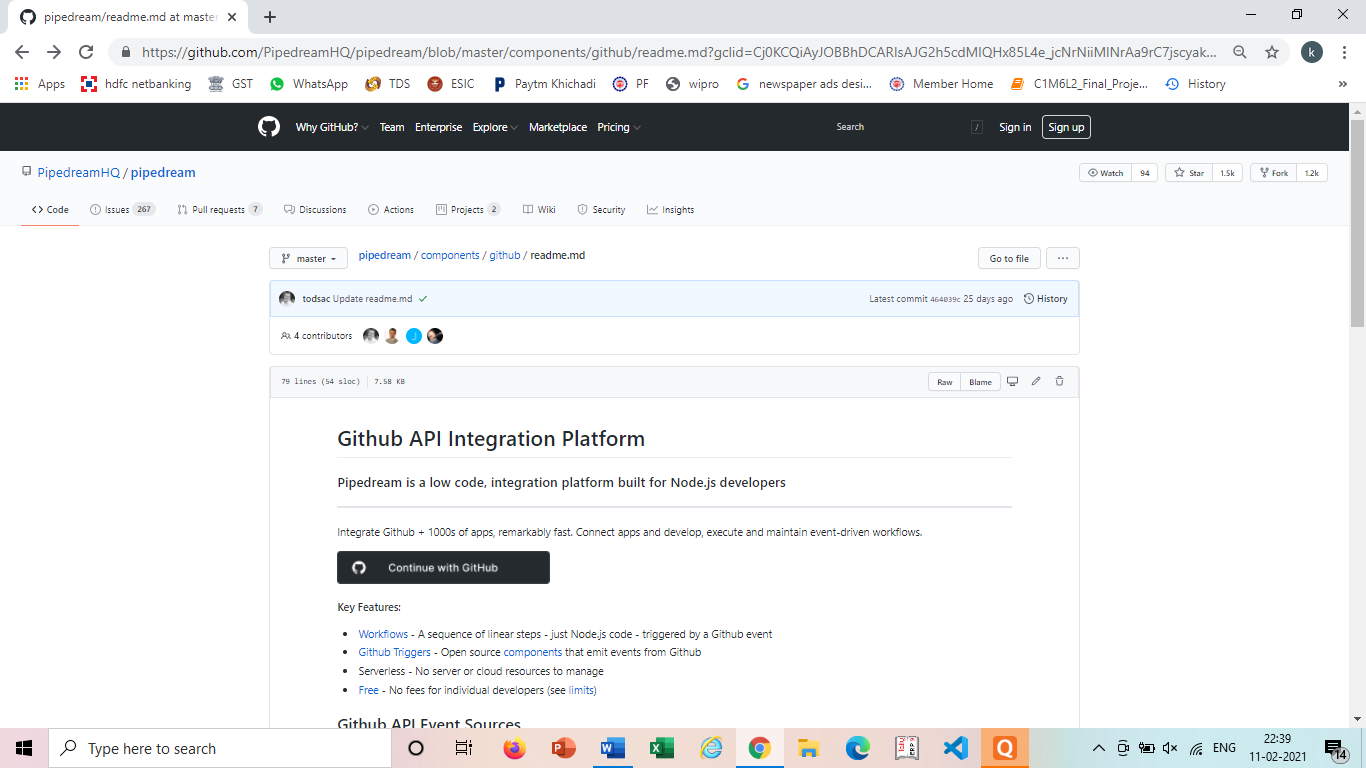 pipedream/readme.md at master
https://github.com/PipedreamHQ/pipedream/blob/master/components/github/readme.md?gclid=Cj0KCQiAyJOBBhDCARIsAJG2h5cdMIQHx85L4e_jcNrNiiMINrAa9rC7jscyak...
k
Apps hdfc netbanking GST WhatsApp TDS ESIC Paytm Khichadi PF wipro newspaper ads desi... Member Home C1M6L2_Final_Proje... History »
Why GitHub? Team Enterprise Explore Marketplace Pricing Search / Sign in Sign up
PipedreamHQ / pipedream Watch 94 Star 1.5k Fork 1.2k
Code Issues 267 Pull requests 7 Discussions Actions Projects 2 Wiki Security Insights
master pipedream / components / github / readme.md Go to file ...
todsac Update readme.md Latest commit 464039c 25 days ago History
4 contributors J
79 lines (54 sloc) 7.58 KB Raw Blame
Github API Integration Platform
Pipedream is a low code, integration platform built for Node.js developers
Integrate Github + 1000s of apps, remarkably fast. Connect apps and develop, execute and maintain event-driven workflows.
Continue with GitHub
Key Features:
• Workflows - A sequence of linear steps - just Node.js code - triggered by a Github event
• Github Triggers - Open source components that emit events from Github
• Serverless - No server or cloud resources to manage
• Free - No fees for individual developers (see limits)
Github API Event Sources
Type here to search ENG 22:39
11-02-2021 14